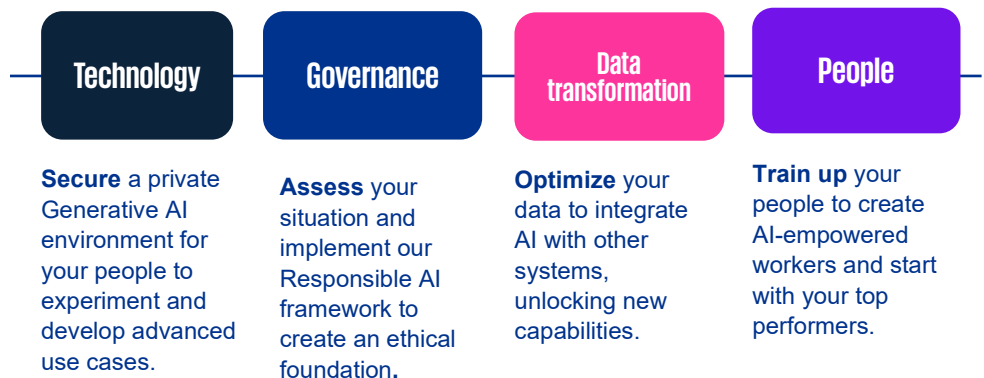 Technology
Secure a private
Generative AI
environment for
your people to
experiment and
develop advanced
use cases.
Governance
Assess your
situation and
implement our
Responsible AI
framework to
create an ethical
foundation.
Data
transformation
Optimize your
data to integrate
AI with other
systems,
unlocking new
capabilities.
People
Train up your
people to create
AI-empowered
workers and start
with your top
performers.